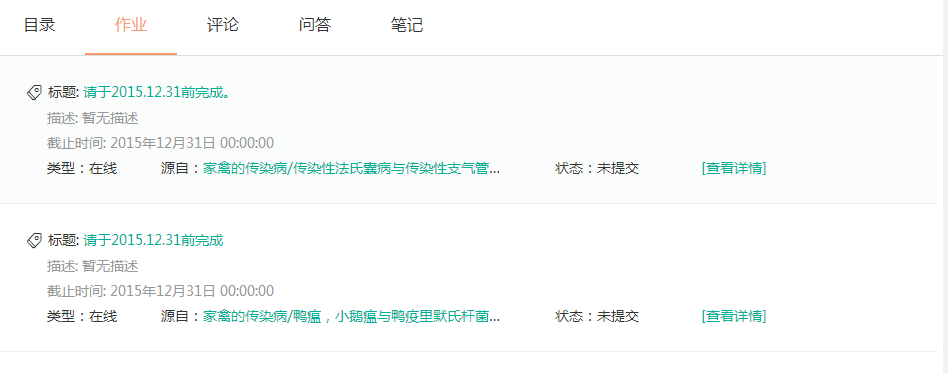 目录 作业 评论 问答 笔记
标题: 请于2015.12.31前完成。
描述: 暂无描述
截止时间: 2015年12月31日 00:00:00
类型：在线 源自：家禽的传染病/传染性法氏囊病与传染性支气管... 状态：未提交 [查看详情]
标题: 请于2015.12.31前完成
描述: 暂无描述
截止时间: 2015年12月31日 00:00:00
类型：在线 源自：家禽的传染病/鸭瘟，小鹅瘟与鸭疫里默氏杆菌... 状态：未提交 [查看详情]